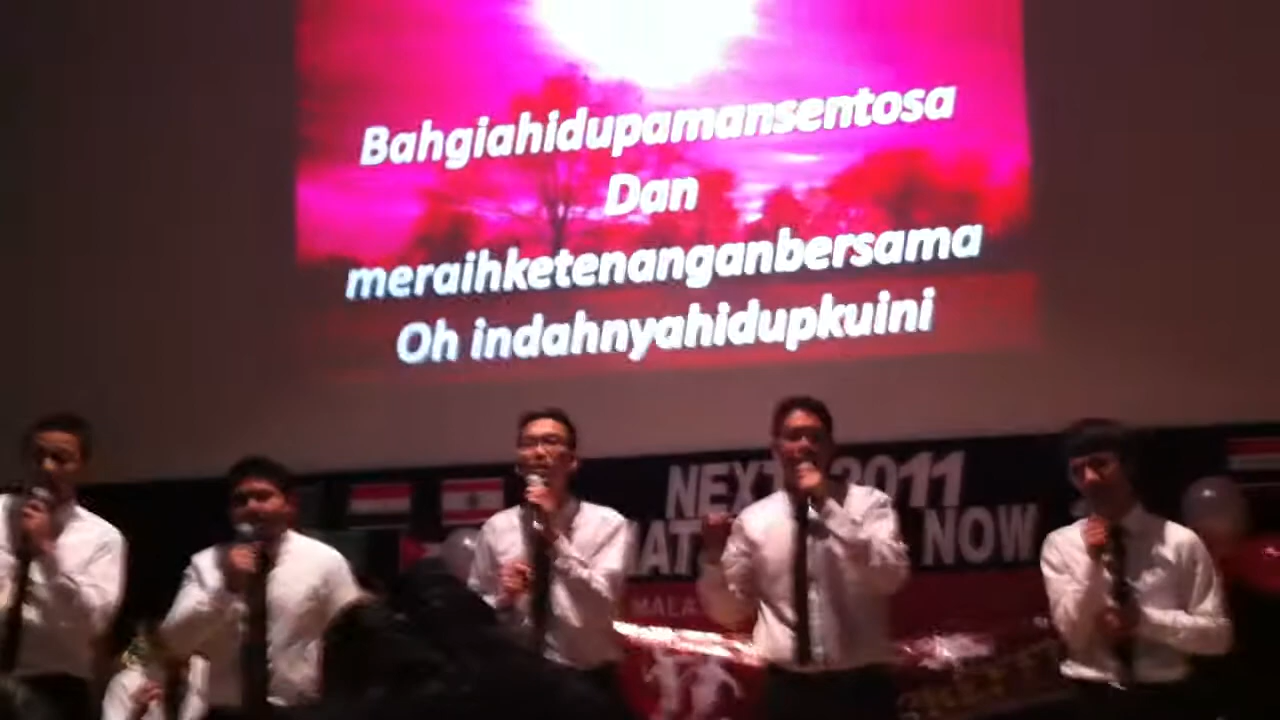 Bahgiahidupamansentosa
Dan
meraihketenanganbersama
Oh indahnyahidupkuini
NEXT 2011
NOW